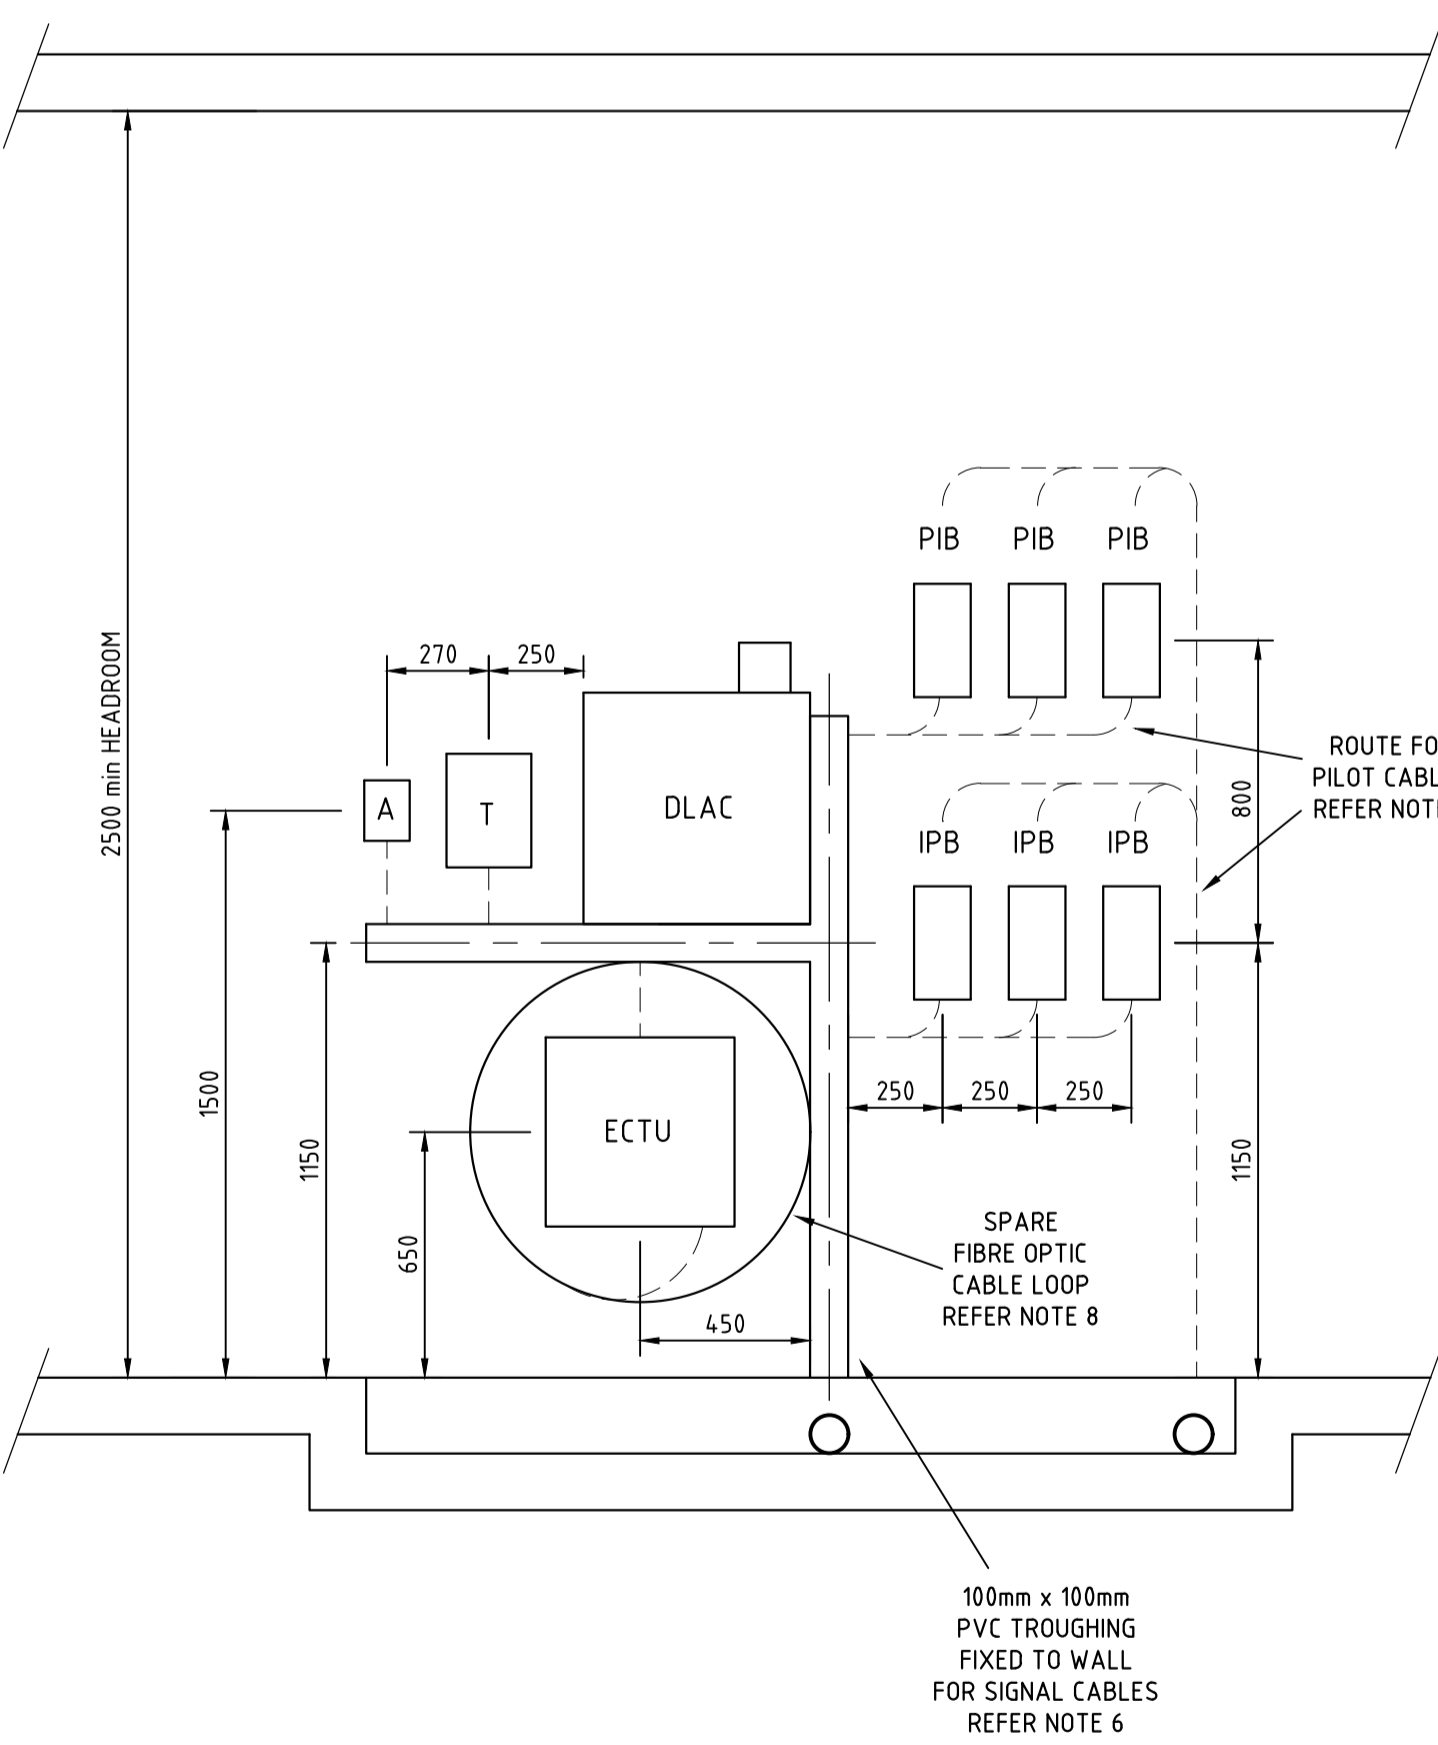 PIB PIB PIB
270 250
2500 min HEADROOM
A T DLAC
ROUTE FO
PILOT CABL
REFER NOT
800
IPB IPB IPB
250 250 250
1500
1150
ECTU
1150
650
SPARE
FIBRE OPTIC
CABLE LOOP
REFER NOTE 8
450
100mm x 100mm
PVC TROUGHING
FIXED TO WALL
FOR SIGNAL CABLES
REFER NOTE 6